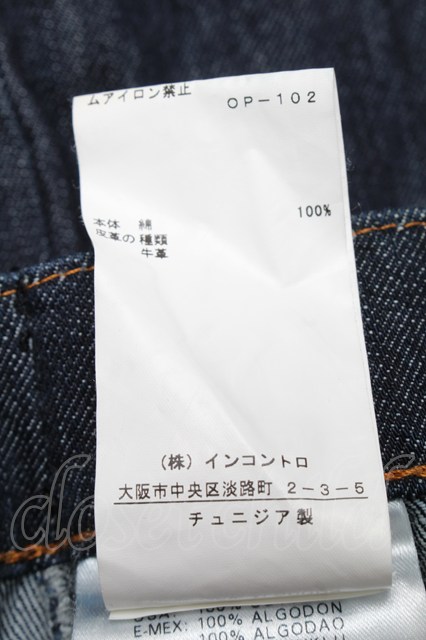 ムアイロン禁止
OP-102
100%
本体 綿
皮革の種類
牛革
(株) インコントロ
大阪市中央区淡路町 2-3-5
チュニジア製
E-MEX: 100% ALGODON
100% ALGODAO